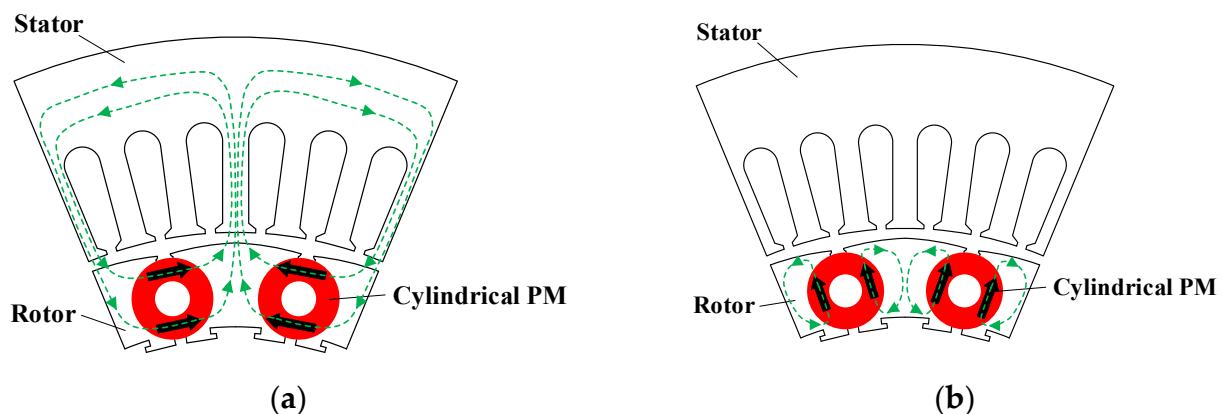 Stator
Rotor
Cylindrical PM
(a)
Stator
Rotor
Cylindrical PM
(b)